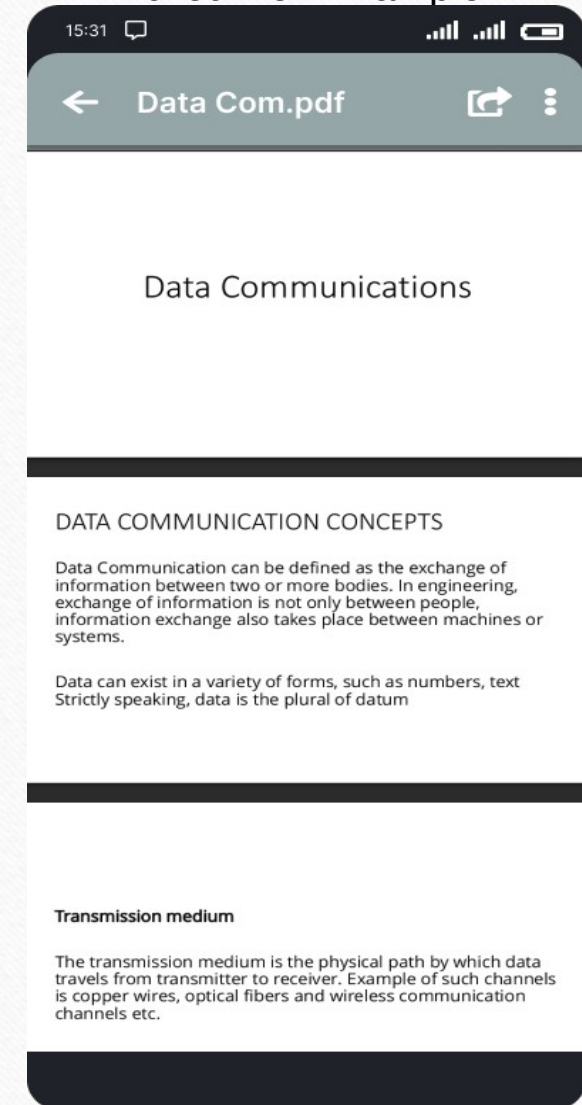 15:31
Data Com.pdf
Data Communications
DATA COMMUNICATION CONCEPTS
Data Communication can be defined as the exchange of
information between two or more bodies. In engineering,
exchange of information is not only between people,
information exchange also takes place between machines or
systems.
Data can exist in a variety of forms, such as numbers, text
Strictly speaking, data is the plural of datum
Transmission medium
The transmission medium is the physical path by which data
travels from transmitter to receiver. Example of such channels
is copper wires, optical fibers and wireless communication
channels etc.